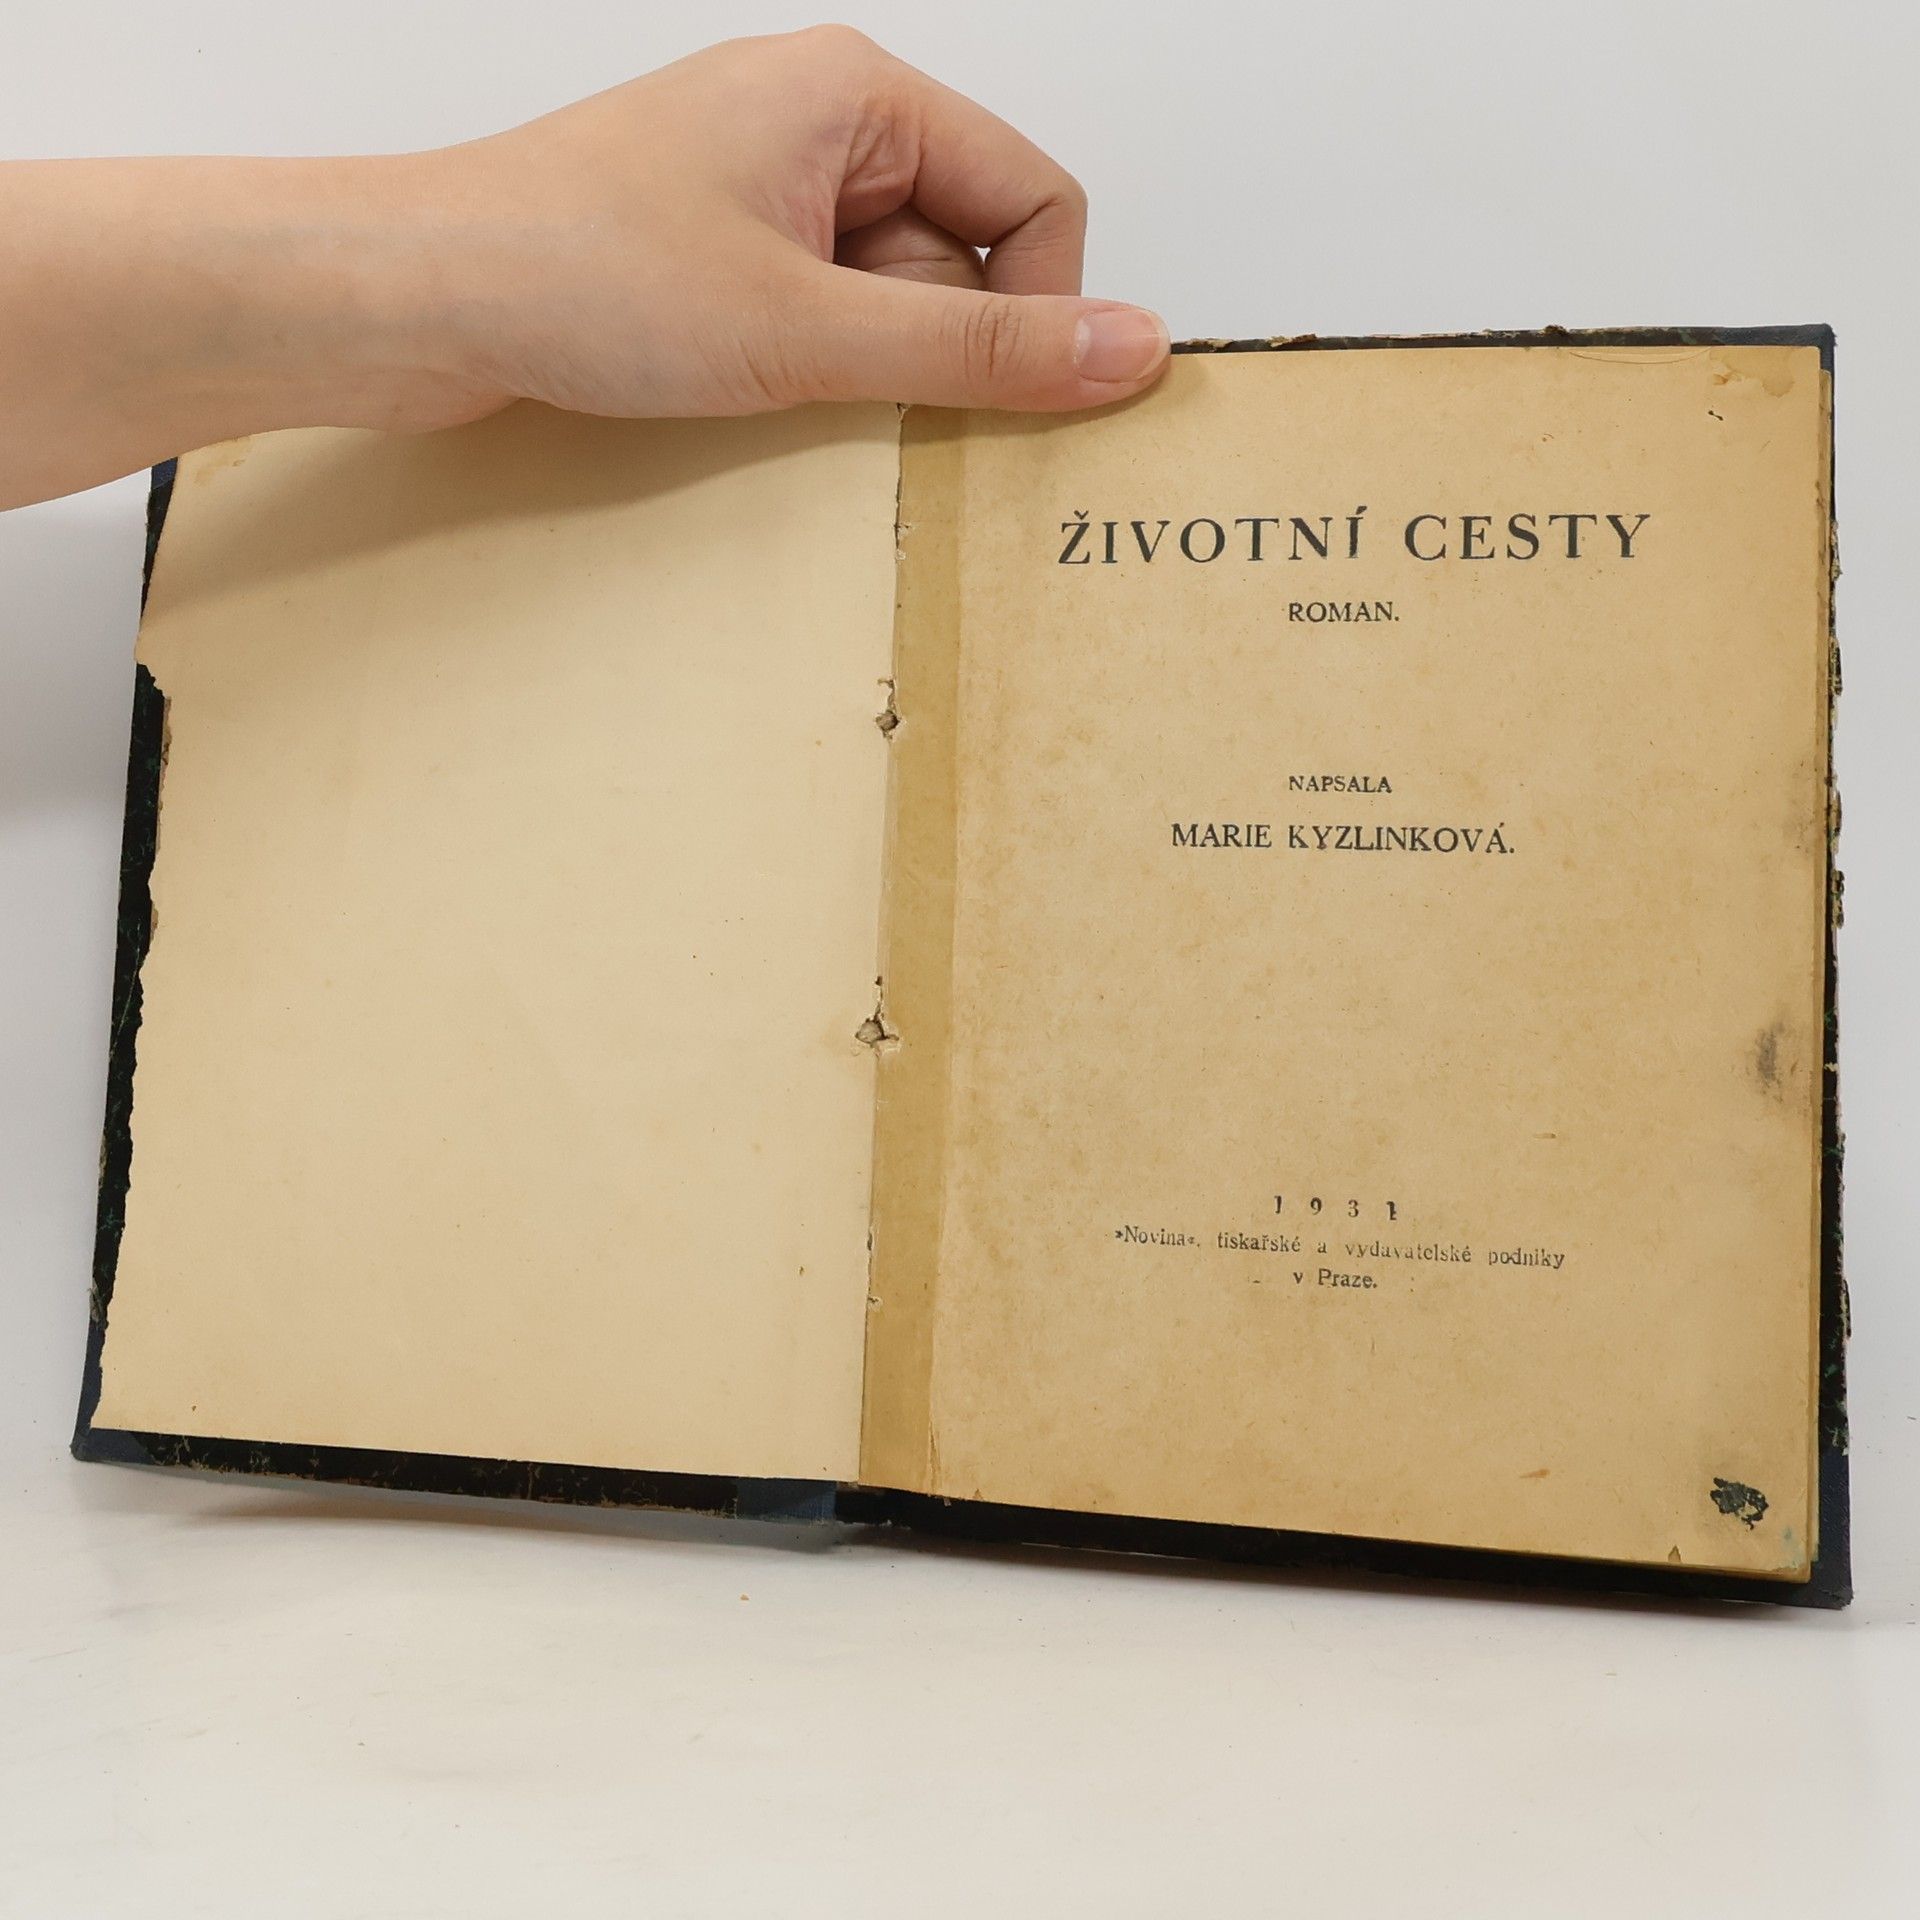 ŽIVOTNÍ CESTY
ROMAN.
NAPSALA
MARIE KYZLINKOVÁ.
1931
»Novina«, tiskařské a vydavatelské podniky
v Praze.